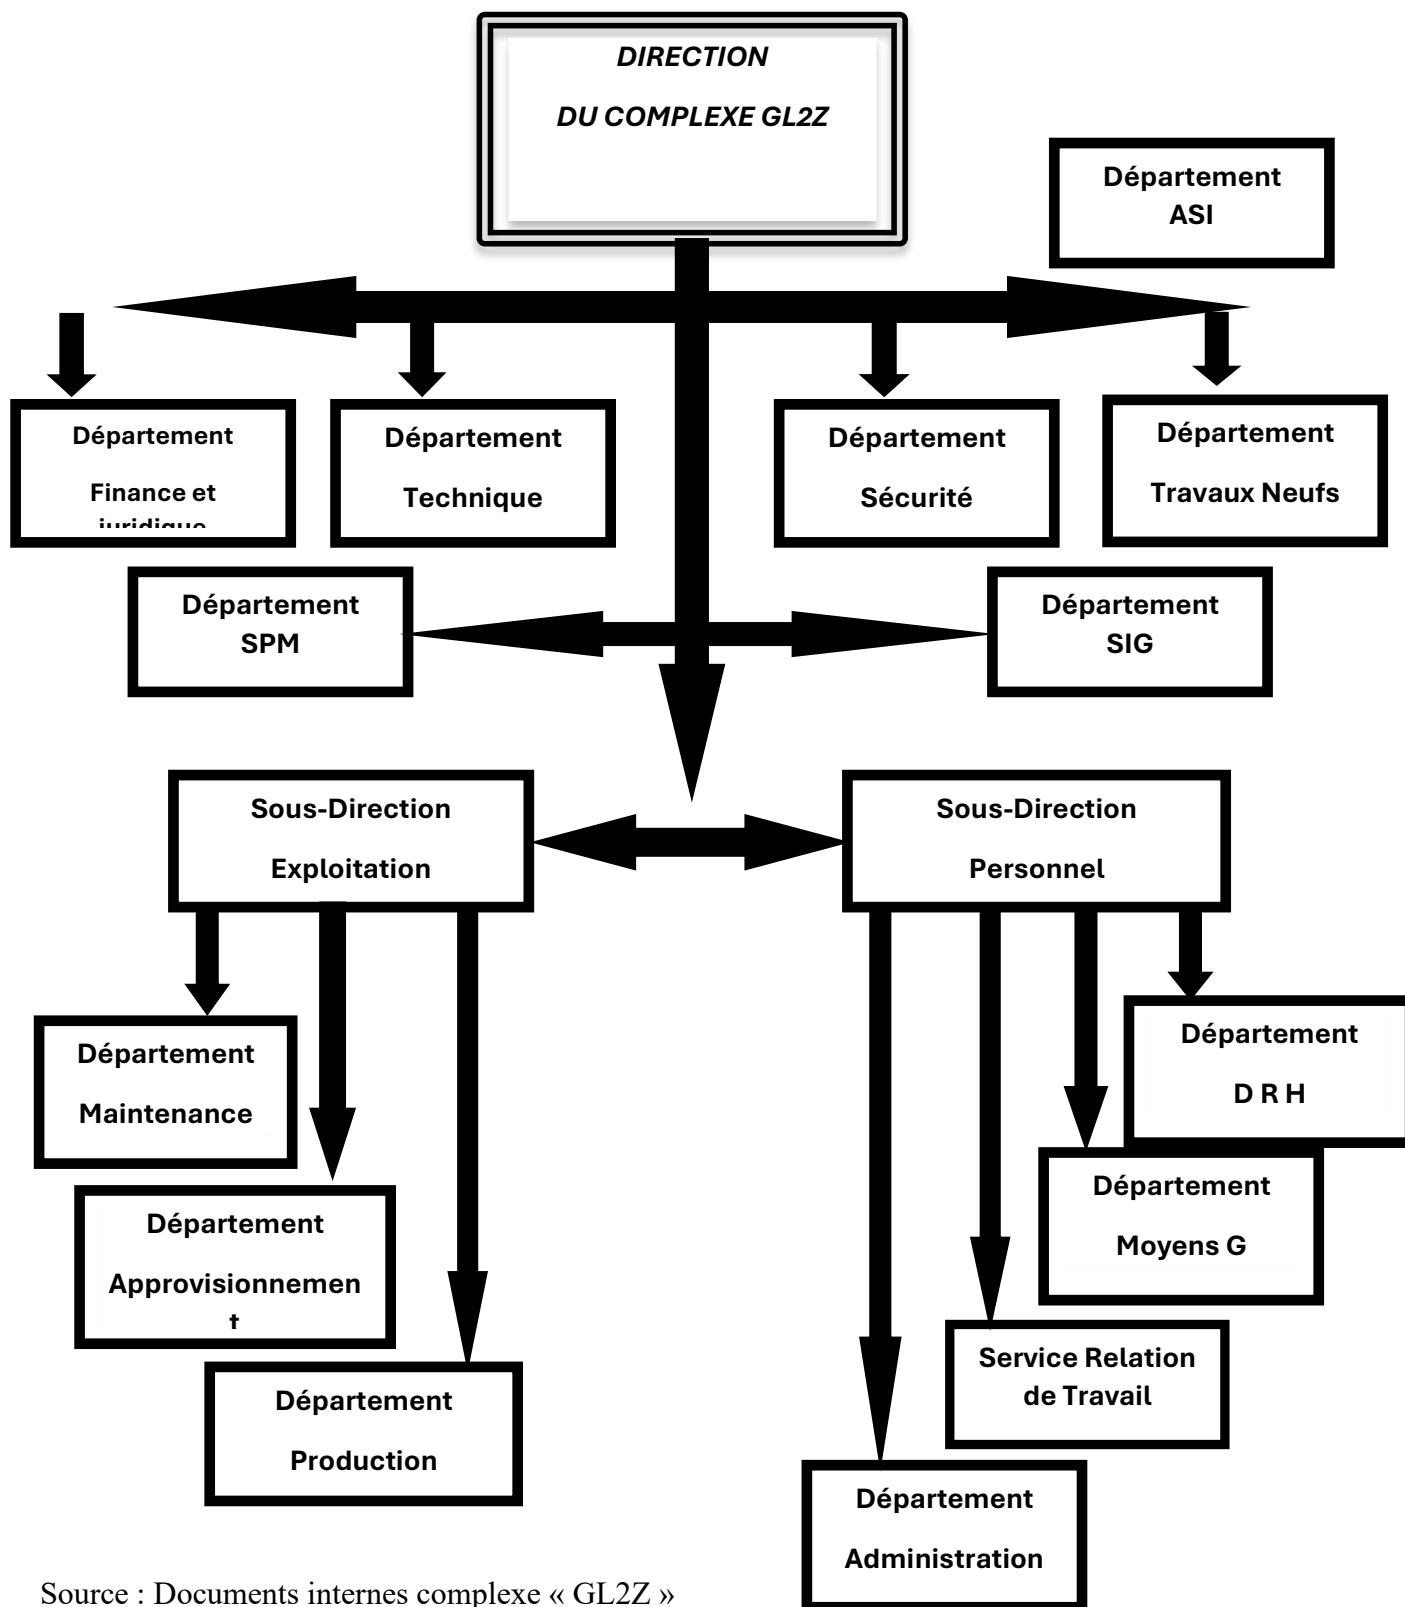 DIRECTION
DU COMPLEXE GL2Z
Département
ASI
Département
Finance et
juridique
Département
Technique
Département
Sécurité
Département
Travaux Neufs
Département
SPM
Département
SIG
Sous-Direction
Exploitation
Sous-Direction
Personnel
Département
Maintenance
Département
D R H
Département
Moyens G
Département
Approvisionnemen
t
Service Relation
de Travail
Département
Production
Département
Administration
Source : Documents internes complexe « GL2Z »